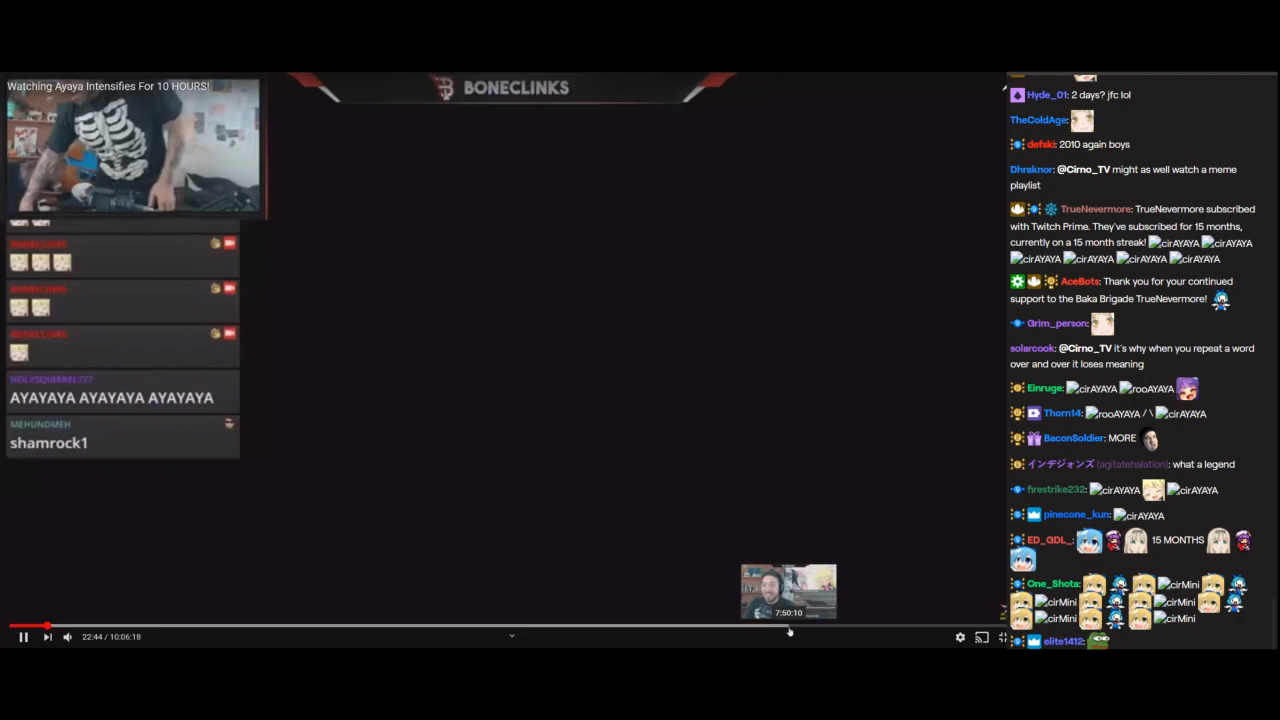 Watching Ayaya Intensifies For 10 HOURS!
BONECLINKS
HOLYSQUIRREL777
AYAYAYA AYAYAYA AYAYAYA
MEHUNDMEH
shamrock1
7:50:10
22:44 / 10:06:18
Hyde_01: 2 days? jfc lol
TheColdAge:
defski: 2010 again boys
Dhraknor: @Cirno_TV might as well watch a meme
playlist
TrueNevermore: TrueNevermore subscribed
with Twitch Prime. They've subscribed for 15 months,
currently on a 15 month streak! cirAYAYA cirAYAYA
cirAYAYA cirAYAYA cirAYAYA cirAYAYA
AceBots: Thank you for your continued
support to the Baka Brigade TrueNevermore!
Grim_person:
solarcook: @Cirno_TV it's why when you repeat a word
over and over it loses meaning
Einruge: cirAYAYA rooAYAYA
Thorn14: rooAYAYA / \ cirAYAYA
BaconSoldier: MORE
インヂジョンズ (agitatehalation): what a legend
firestrike232: cirAYAYA cirAYAYA
pinecone_kun: cirAYAYA
ED_GDL_: 15 MONTHS
One_Shota: cirMini
cirMini cirMini
cirMini cirMini
elite1412: